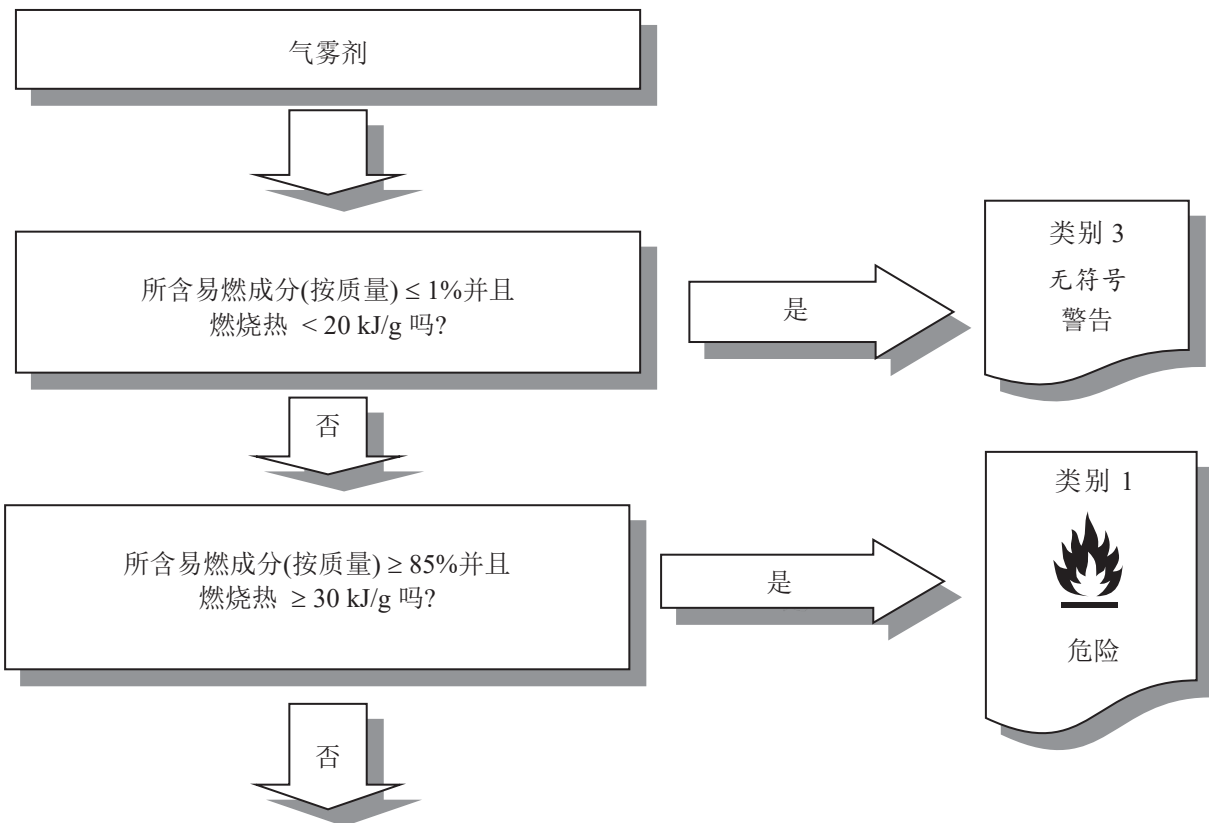 气雾剂
所含易燃成分(按质量) ≤ 1%并且
燃烧热 < 20 kJ/g 吗?
是
类别 3
无符号
警告
否
所含易燃成分(按质量) ≥ 85%并且
燃烧热 ≥ 30 kJ/g 吗?
是
类别 1
危险
否